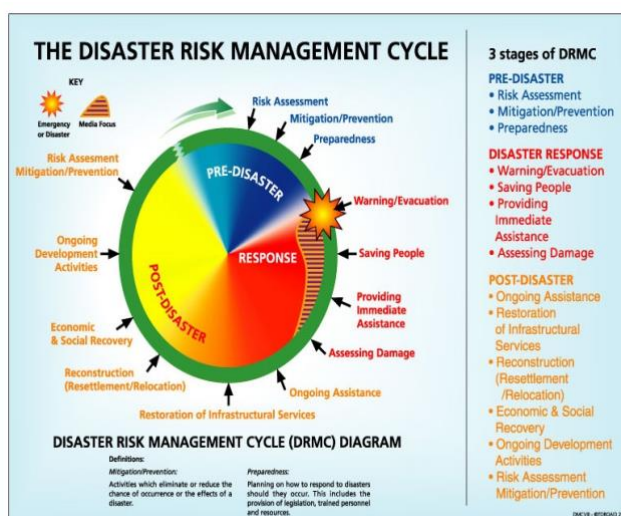 THE DISASTER RISK MANAGEMENT CYCLE
KEY
Emergency
or Disaster
Media Focus
Risk Assessment
Mitigation/Prevention
Preparedness
Warning/Evacuation
Saving People
Providing
Immediate
Assistance
Assessing Damage
Ongoing Assistance
Restoration of Infrastructural Services
Reconstruction
(Resettlement/Relocation)
Economic
& Social Recovery
Ongoing
Development
Activities
Risk Assesment
Mitigation/Prevention
PRE-DISASTER
RESPONSE
POST-DISASTER
DISASTER RISK MANAGEMENT CYCLE (DRMC) DIAGRAM
Definitions:
Mitigation/Prevention:
Activities which eliminate or reduce the
chance of occurrence or the effects of a
disaster.
Preparedness:
Planning on how to respond to disasters
should they occur. This includes the
provision of legislation, trained personnel
and resources.
3 stages of DRMC
PRE-DISASTER
• Risk Assessment
• Mitigation/Prevention
• Preparedness
DISASTER RESPONSE
• Warning/Evacuation
• Saving People
• Providing
Immediate
Assistance
• Assessing Damage
POST-DISASTER
• Ongoing Assistance
• Restoration
of Infrastructural
Services
• Reconstruction
(Resettlement
/Relocation)
• Economic & Social
Recovery
• Ongoing Development
Activities
• Risk Assessment
Mitigation/Prevention